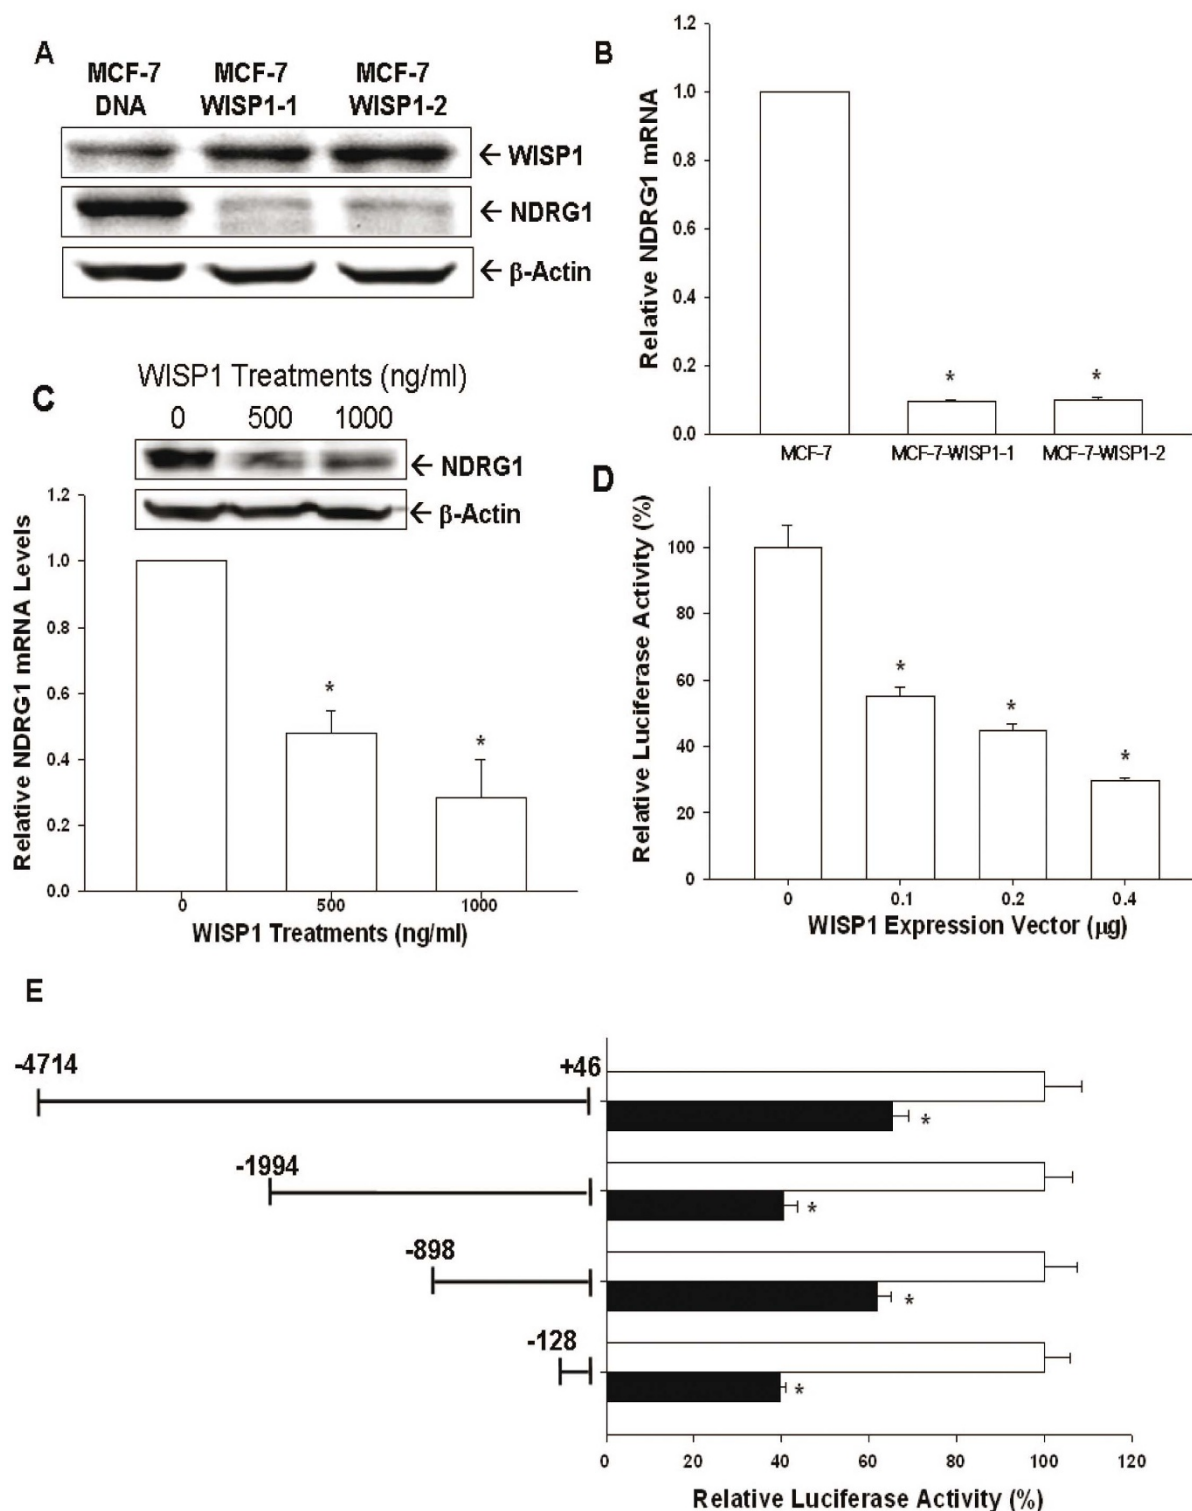 A
MCF-7 MCF-7 MCF-7
DNA WISP1-1 WISP1-2
← WISP1
← NDRG1
← β-Actin
B
Relative NDRG1 mRNA
1.2
1.0
0.8
0.6
0.4
0.2
0.0
* *
MCF-7 MCF-7-WISP1-1 MCF-7-WISP1-2
C
WISP1 Treatments (ng/ml)
0 500 1000
← NDRG1
← β-Actin
Relative NDRG1 mRNA Levels
1.2
1.0
0.8
0.6
0.4
0.2
0.0
* *
0 500 1000
WISP1 Treatments (ng/ml)
D
Relative Luciferase Activity (%)
100
80
60
40
20
0
* * *
0 0.1 0.2 0.4
WISP1 Expression Vector (μg)
E
-4714 +46
*
-1994
*
-898
*
-128
*
0 20 40 60 80 100 120
Relative Luciferase Activity (%)